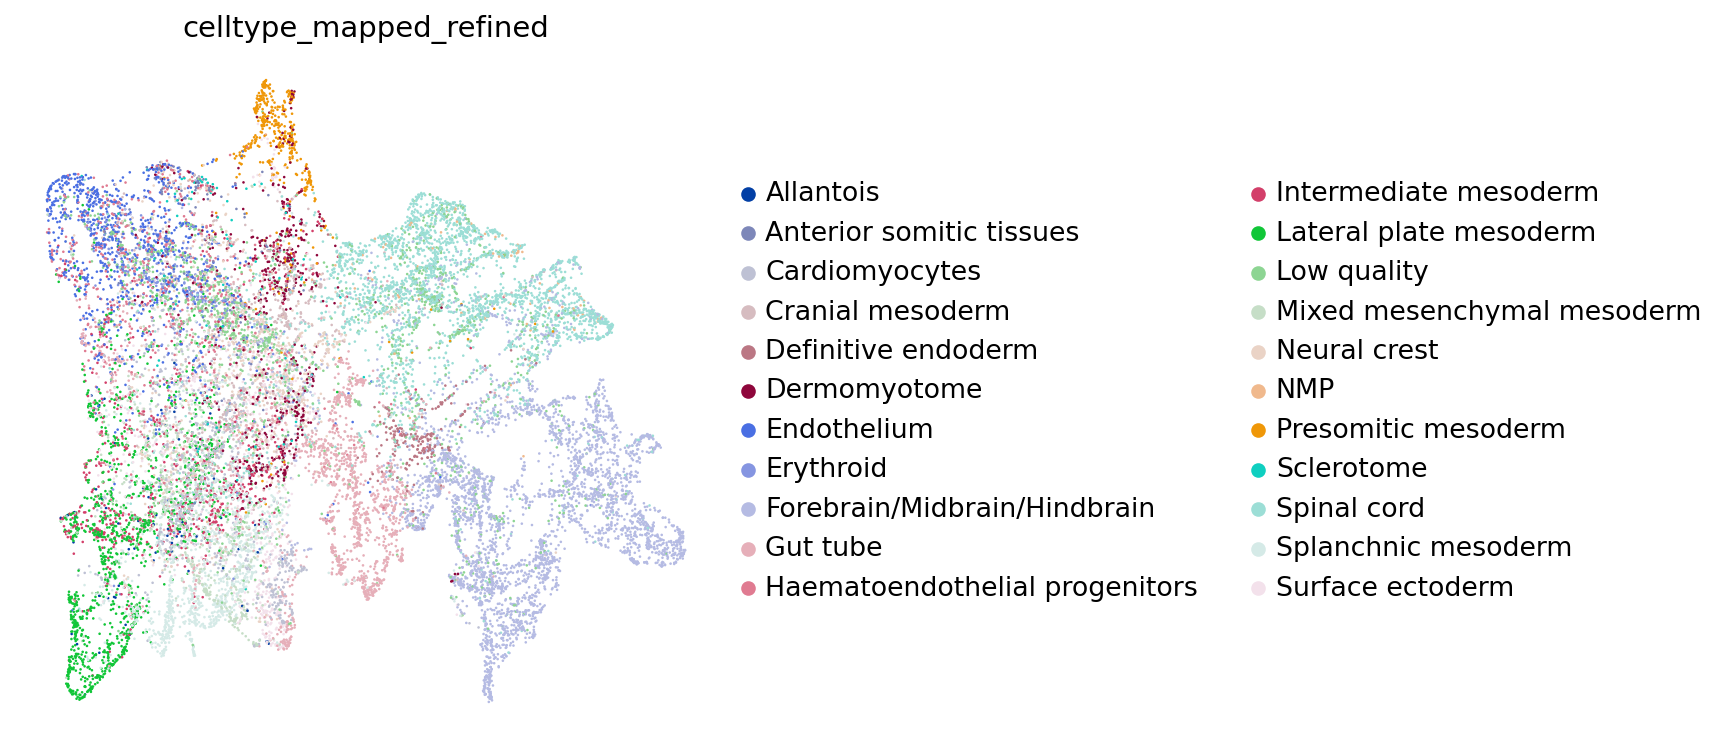 celltype_mapped_refined
Allantois
Anterior somitic tissues
Cardiomyocytes
Cranial mesoderm
Definitive endoderm
Dermomyotome
Endothelium
Erythroid
Forebrain/Midbrain/Hindbrain
Gut tube
Haematoendothelial progenitors
Intermediate mesoderm
Lateral plate mesoderm
Low quality
Mixed mesenchymal mesoderm
Neural crest
NMP
Presomitic mesoderm
Sclerotome
Spinal cord
Splanchnic mesoderm
Surface ectoderm